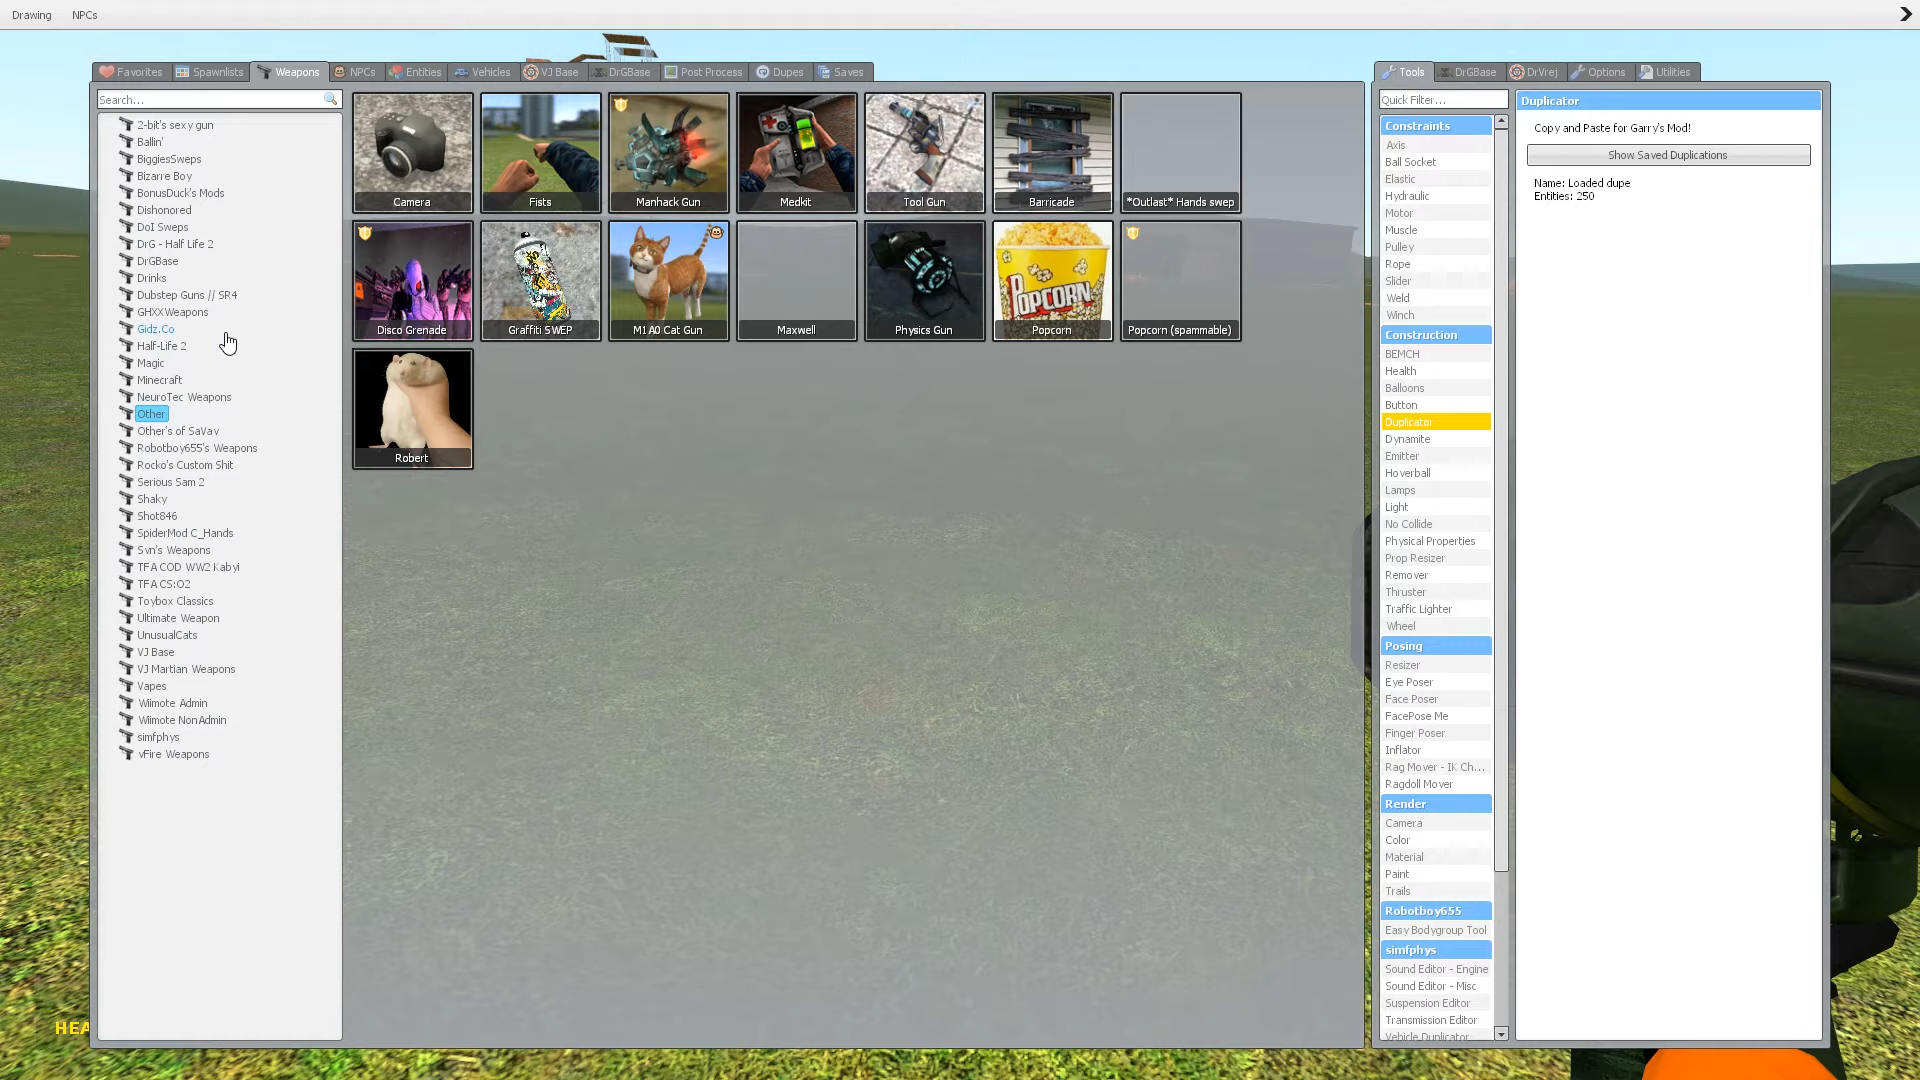 Drawing NPCs
Favorites Spawnlists Weapons NPCs Entities Vehicles VJ Base DrGBase Post Process Dupes Saves
Search...
2-bit's sexy gun
Ballin'
BiggiesSweps
Bizarre Boy
BonusDuck's Mods
Dishonored
DoI Sweps
DrG - Half Life 2
DrGBase
Drinks
Dubstep Guns // SR4
GHXXWeapons
Gidz.Co
Half-Life 2
Magic
Minecraft
NeuroTec Weapons
Other
Other's of SaVav
Robotboy655's Weapons
Rocko's Custom Shit
Serious Sam 2
Shaky
Shot846
SpiderMod C_Hands
Svn's Weapons
TFA COD WW2 Kabyi
TFA CS:O2
Toybox Classics
Ultimate Weapon
UnusualCats
VJ Base
VJ Martian Weapons
Vapes
Wiimote Admin
Wiimote NonAdmin
simfphys
vFire Weapons
Camera Fists Manhack Gun Medkit Tool Gun Barricade *Outlast* Hands swep
Disco Grenade Graffiti SWEP M1A0 Cat Gun Maxwell Physics Gun Popcorn Popcorn (spammable)
POPCORN
Robert
Tools DrGBase DrVrej Options Utilities
Quick Filter...
Constraints
Axis
Ball Socket
Elastic
Hydraulic
Motor
Muscle
Pulley
Rope
Slider
Weld
Winch
Construction
BEMCH
Health
Balloons
Button
Duplicator
Dynamite
Emitter
Hoverball
Lamps
Light
No Collide
Physical Properties
Prop Resizer
Remover
Thruster
Traffic Lighter
Wheel
Posing
Resizer
Eye Poser
Face Poser
FacePose Me
Finger Poser
Inflator
Rag Mover - IK Ch...
Ragdoll Mover
Render
Camera
Color
Material
Paint
Trails
Robotboy655
Easy Bodygroup Tool
simfphys
Sound Editor - Engine
Sound Editor - Misc
Suspension Editor
Transmission Editor
Vehicle Duplicator
Duplicator
Copy and Paste for Garry's Mod!
Show Saved Duplications
Name: Loaded dupe
Entities: 250
HEA